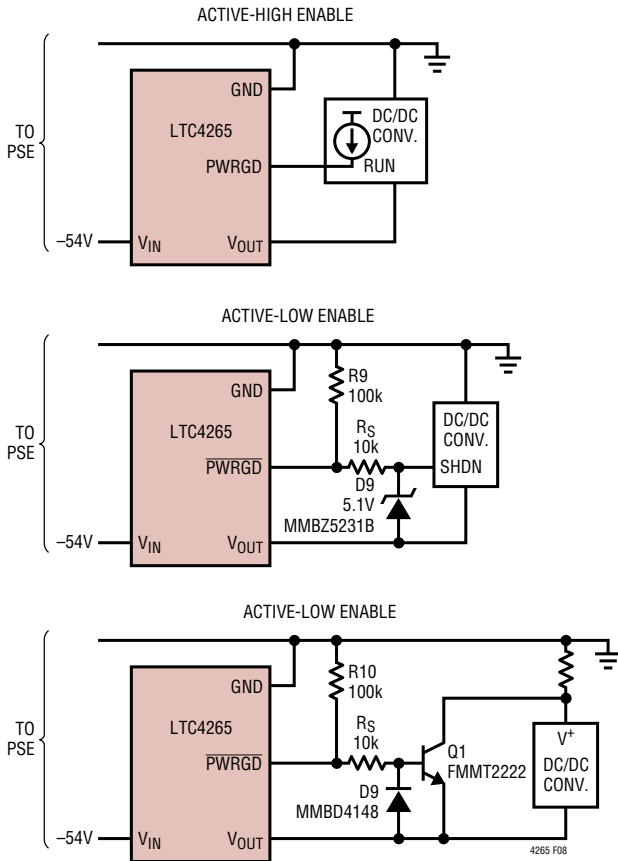 ACTIVE-HIGH ENABLE
GND
LTC4265
DC/DC
CONV.
TO
PSE
PWRGD
RUN
–54V
VIN
VOUT
ACTIVE-LOW ENABLE
R9
100k
GND
LTC4265
RS
10k
DC/DC
CONV.
TO
PSE
PWRGD
SHDN
D9
5.1V
MMBZ5231B
–54V
VIN
VOUT
ACTIVE-LOW ENABLE
R10
100k
GND
LTC4265
RS
10k
TO
PSE
PWRGD
Q1
FMMT2222
V+
DC/DC
CONV.
D9
MMBD4148
–54V
VIN
VOUT
4265 F08